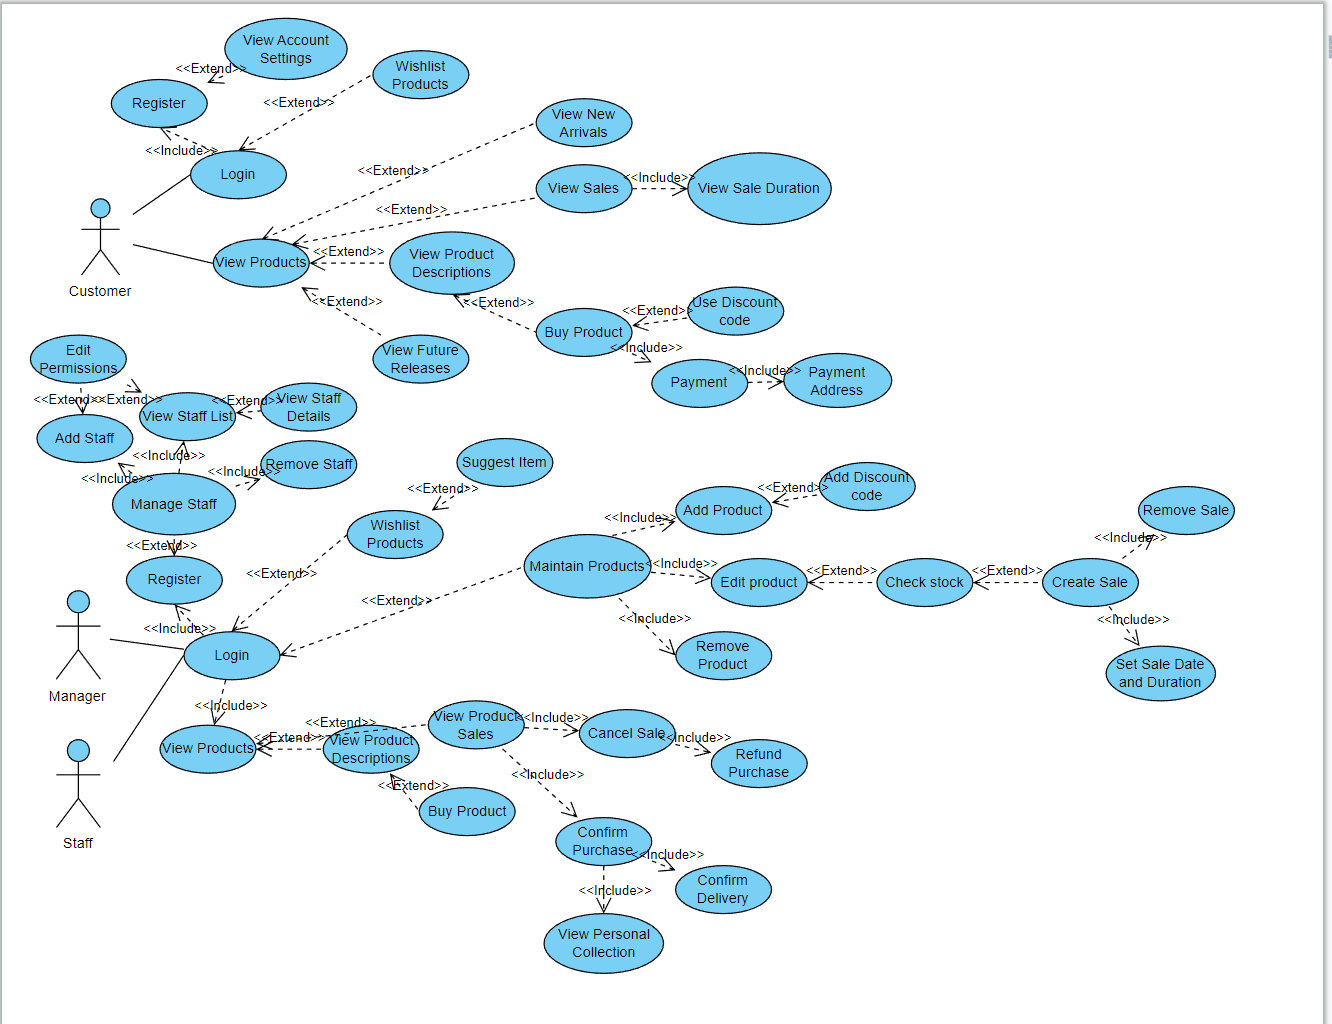 View Account
Settings
<<Extend>>
Wishlist
Products
Register
<<Extend>>
View New
Arrivals
<<Include>>
Login
<<Extend>>
View Sales
<<Include>>
View Sale Duration
<<Extend>>
Customer
View Products
<<Extend>>
View Product
Descriptions
<<Extend>>
<<Extend>>
Use Discount
code
<<Extend>>
Buy Product
<<Include>>
View Future
Releases
Payment
<<Include>>
Payment
Address
Edit
Permissions
<<Extend>>
<<Extend>>
View Staff List
<<Extend>>
View Staff
Details
Add Staff
<<Include>>
<<Include>>
<<Include>>
Remove Staff
Manage Staff
Suggest Item
<<Extend>>
Wishlist
Products
<<Extend>>
Register
<<Extend>>
<<Include>>
Add Product
<<Extend>>
Add Discount
code
Maintain Products
<<Include>>
Edit product
<<Extend>>
Check stock
<<Extend>>
Create Sale
<<Include>>
Remove Sale
<<Extend>>
<<Include>>
<<Include>>
Remove
Product
<<Include>>
Set Sale Date
and Duration
Manager
Login
<<Include>>
View Products
<<Extend>>
<<Extend>>
View Product
Descriptions
View Product
Sales
<<Include>>
Cancel Sale
<<Include>>
Refund
Purchase
<<Extend>>
Buy Product
<<Include>>
Staff
Confirm
Purchase
<<Include>>
Confirm
Delivery
<<Include>>
View Personal
Collection